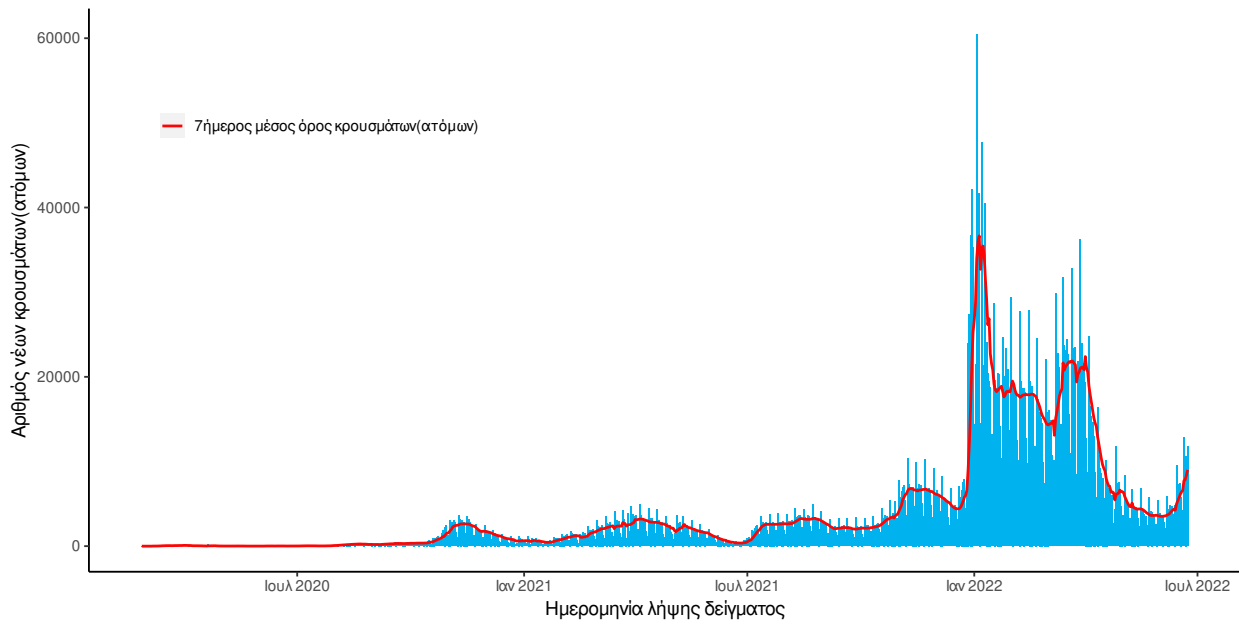 Αριθμός νέων κρουσμάτων(ατόμων)
60000
40000
20000
0
7ήμερος μέσος όρος κρουσμάτων(ατόμων)
Ιουλ 2020
Ιαν 2021
Ιουλ 2021
Ιαν 2022
Ιουλ 2022
Ημερομηνία λήψης δείγματος